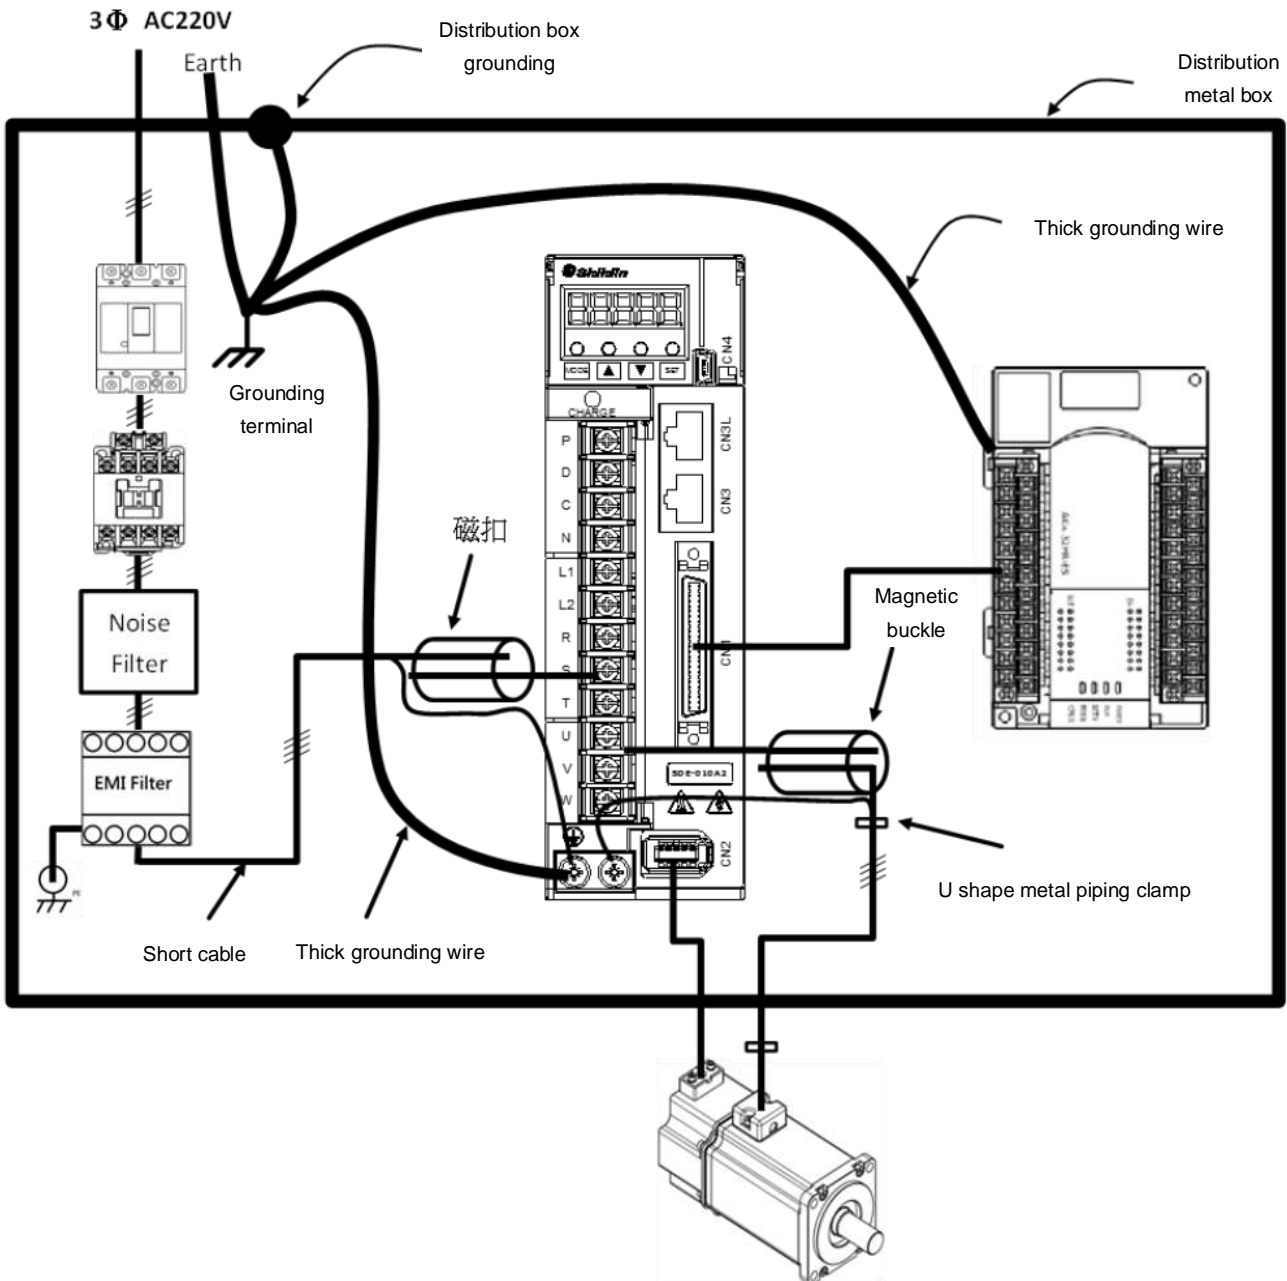 3Φ AC220V
Earth
Distribution box
grounding
Distribution
metal box
Thick grounding wire
Grounding
terminal
Shihlin
MODE
SET
CN4
CHARGE
P
D
C
N
L1
L2
R
S
T
U
V
W
CN3L
CN3
CN1
SDE-010A2
CN2
磁扣
Magnetic
buckle
Noise
Filter
EMI Filter
U shape metal piping clamp
Short cable
Thick grounding wire